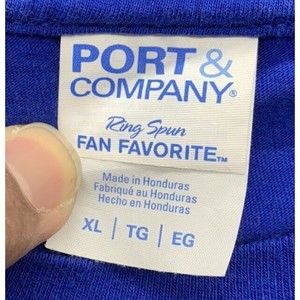 PORT &
COMPANY®
Ring Spun
FAN FAVORITE™
Made in Honduras
Fabriqué au Honduras
Hecho en Honduras
XL | TG | EG